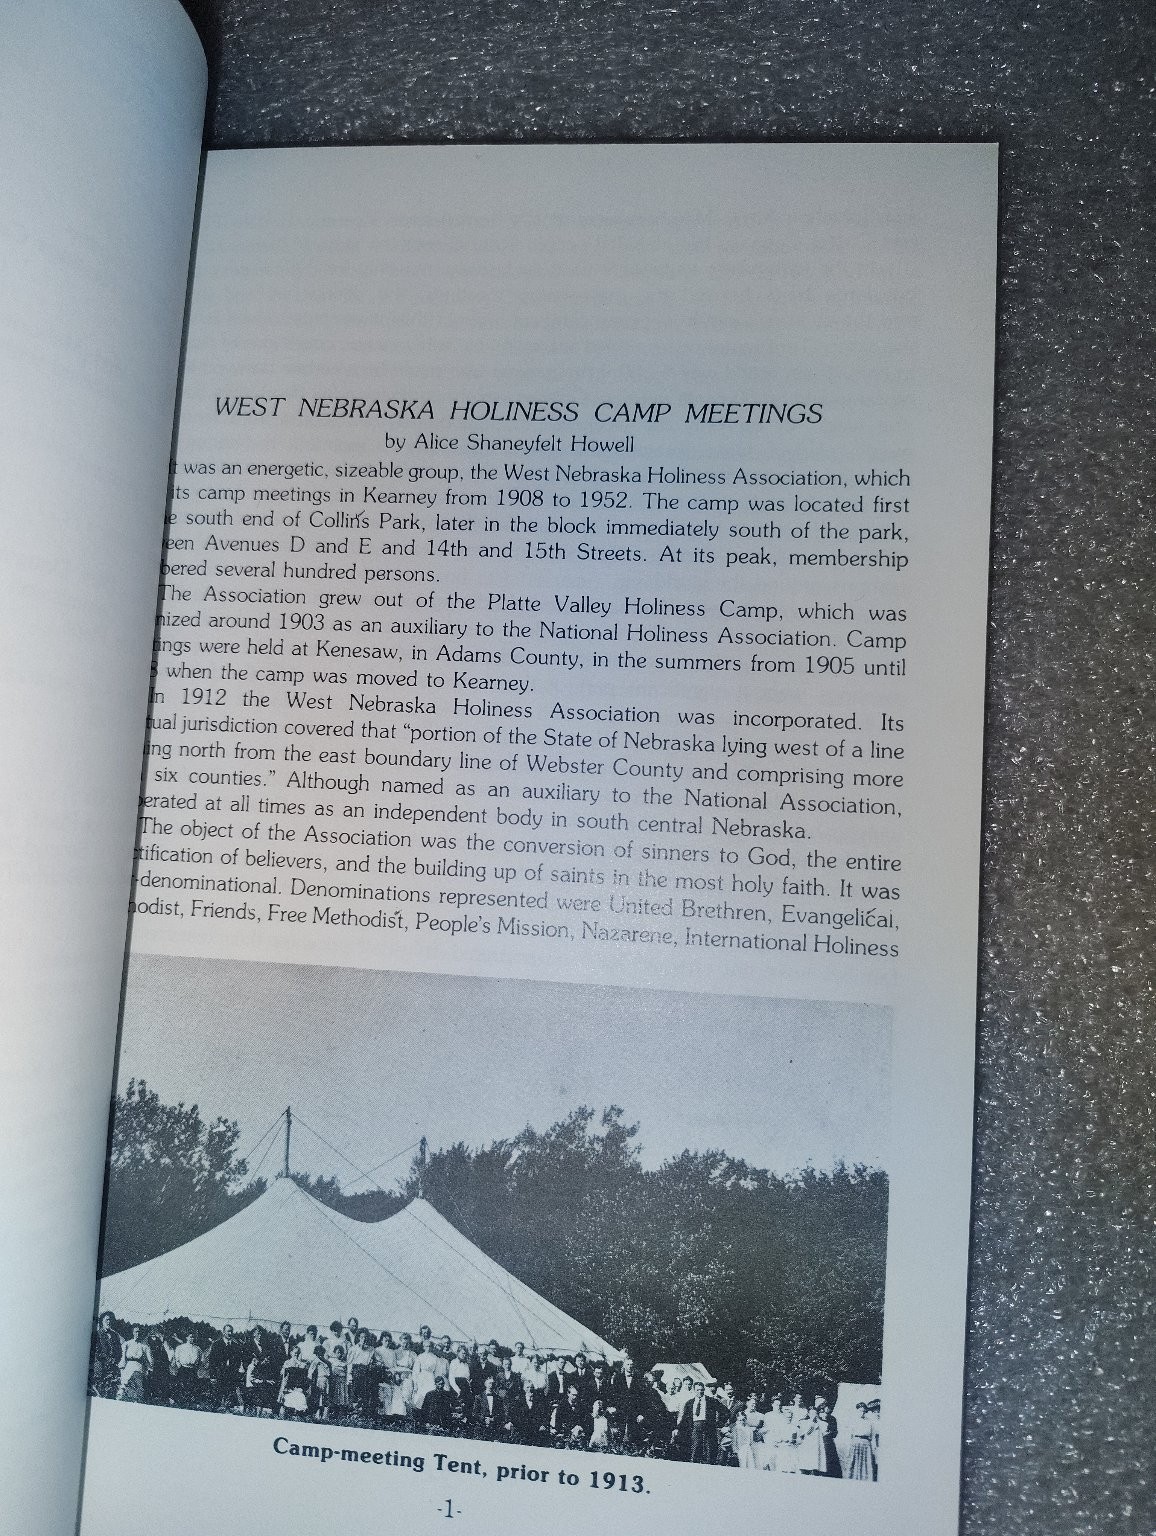 WEST NEBRASKA HOLINESS CAMP MEETINGS
by Alice Shaneyfelt Howell
t was an energetic, sizeable group, the West Nebraska Holiness Association, which
its camp meetings in Kearney from 1908 to 1952. The camp was located first
e south end of Collin's Park, later in the block immediately south of the park,
een Avenues D and E and 14th and 15th Streets. At its peak, membership
bered several hundred persons.
The Association grew out of the Platte Valley Holiness Camp, which was
nized around 1903 as an auxiliary to the National Holiness Association. Camp
ings were held at Kenesaw, in Adams County, in the summers from 1905 until
8 when the camp was moved to Kearney.
In 1912 the West Nebraska Holiness Association was incorporated. Its
tual jurisdiction covered that "portion of the State of Nebraska lying west of a line
ing north from the east boundary line of Webster County and comprising more
six counties." Although named as an auxiliary to the National Association,
perated at all times as an independent body in south central Nebraska.
The object of the Association was the conversion of sinners to God, the entire
tification of believers, and the building up of saints in the most holy faith. It was
-denominational. Denominations represented were United Brethren, Evangelical,
hodist, Friends, Free Methodist, People's Mission, Nazarene, International Holiness
Camp-meeting Tent, prior to 1913.
-1-